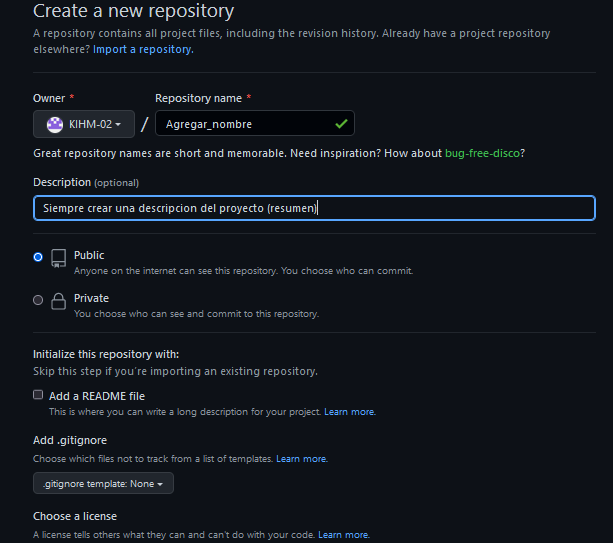 Create a new repository
A repository contains all project files, including the revision history. Already have a project repository
elsewhere? Import a repository.
Owner * Repository name *
KIHM-02 / Agregar_nombre
Great repository names are short and memorable. Need inspiration? How about bug-free-disco?
Description (optional)
Siempre crear una descripcion del proyecto (resumen)
Public
Anyone on the internet can see this repository. You choose who can commit.
Private
You choose who can see and commit to this repository.
Initialize this repository with:
Skip this step if you're importing an existing repository.
Add a README file
This is where you can write a long description for your project. Learn more.
Add .gitignore
Choose which files not to track from a list of templates. Learn more.
.gitignore template: None
Choose a license
A license tells others what they can and can't do with your code. Learn more.